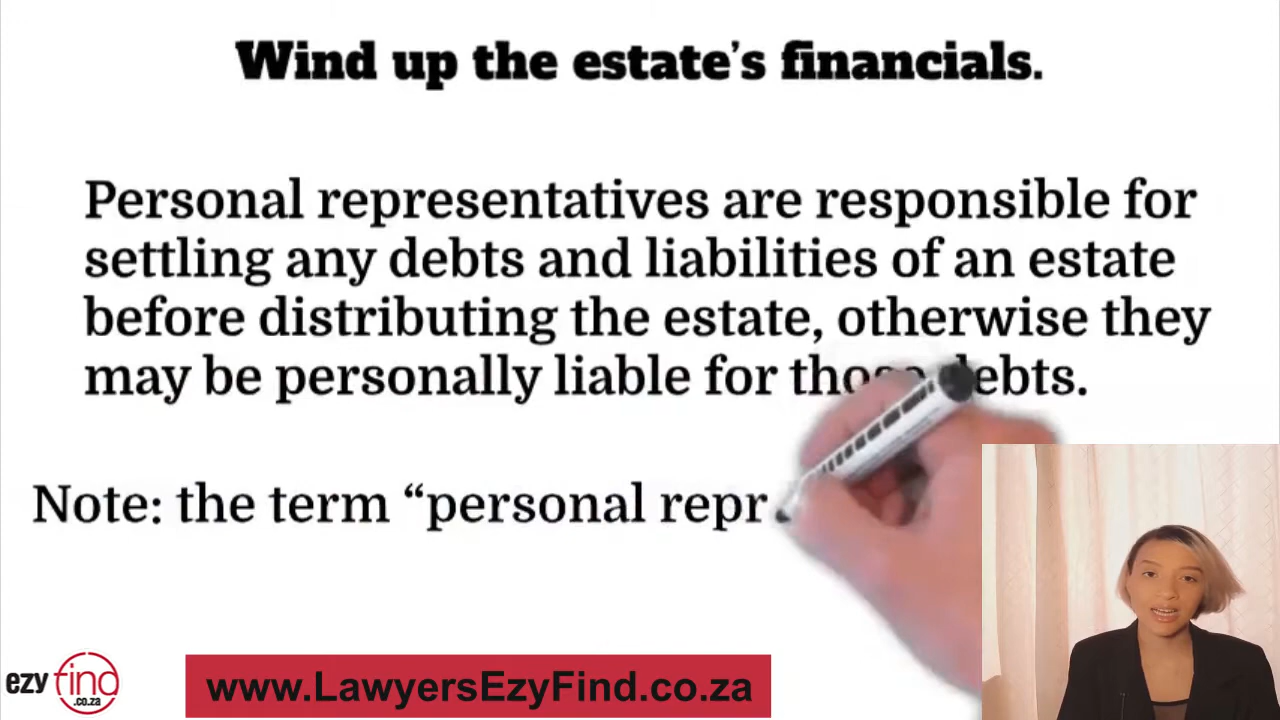 Wind up the estate's financials.
Personal representatives are responsible for
settling any debts and liabilities of an estate
before distributing the estate, otherwise they
may be personally liable for those debts.
Note: the term “personal repr
ezy find
.co.za
www.LawyersEzyFind.co.za